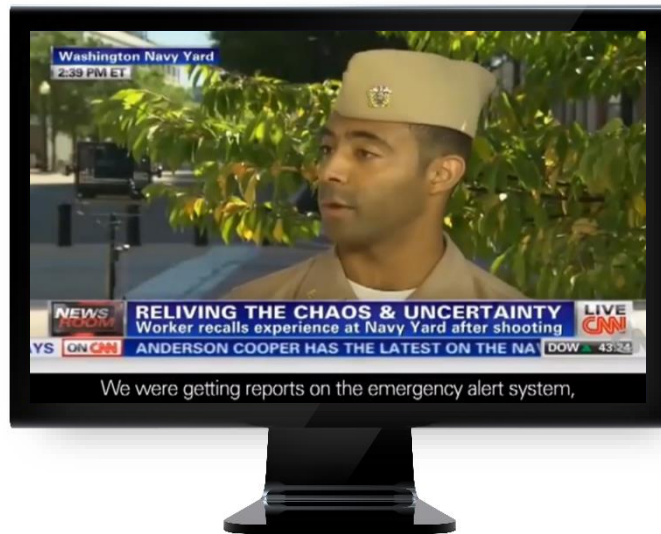 Washington Navy Yard
2:39 PM ET
NEWS ROOM
RELIVING THE CHAOS & UNCERTAINTY
Worker recalls experience at Navy Yard after shooting
LIVE
CNN
YS ON CNN ANDERSON COOPER HAS THE LATEST ON THE NA DOW ▲ 43.24
We were getting reports on the emergency alert system,